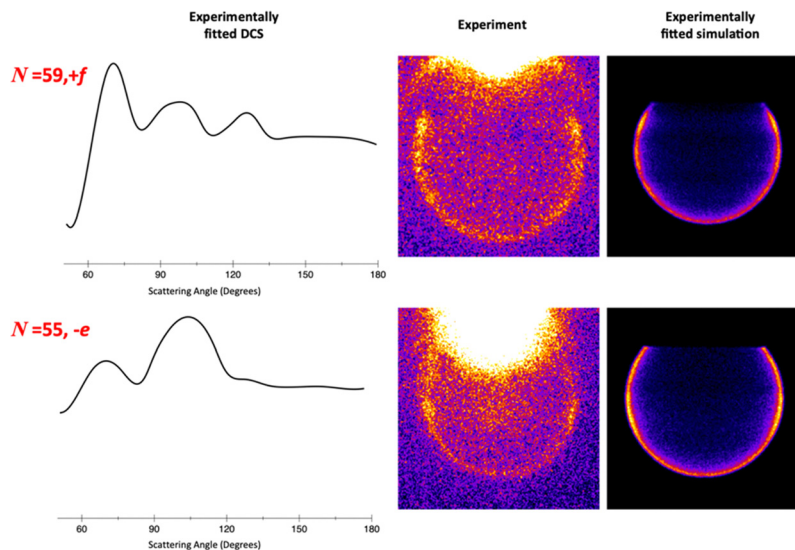 Experimentally
fitted DCS
Experiment
Experimentally
fitted simulation
N=59,+f
60
90
120
150
180
Scattering Angle (Degrees)
N=55, -e
60
90
120
150
180
Scattering Angle (Degrees)